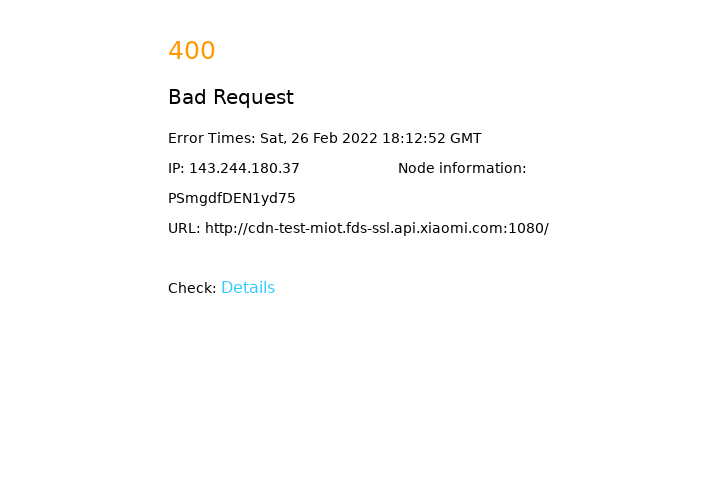 400
Bad Request
Error Times: Sat, 26 Feb 2022 18:12:52 GMT
IP: 143.244.180.37 Node information:
PSmgdfDEN1yd75
URL: http://cdn-test-miot.fds-ssl.api.xiaomi.com:1080/
Check: Details